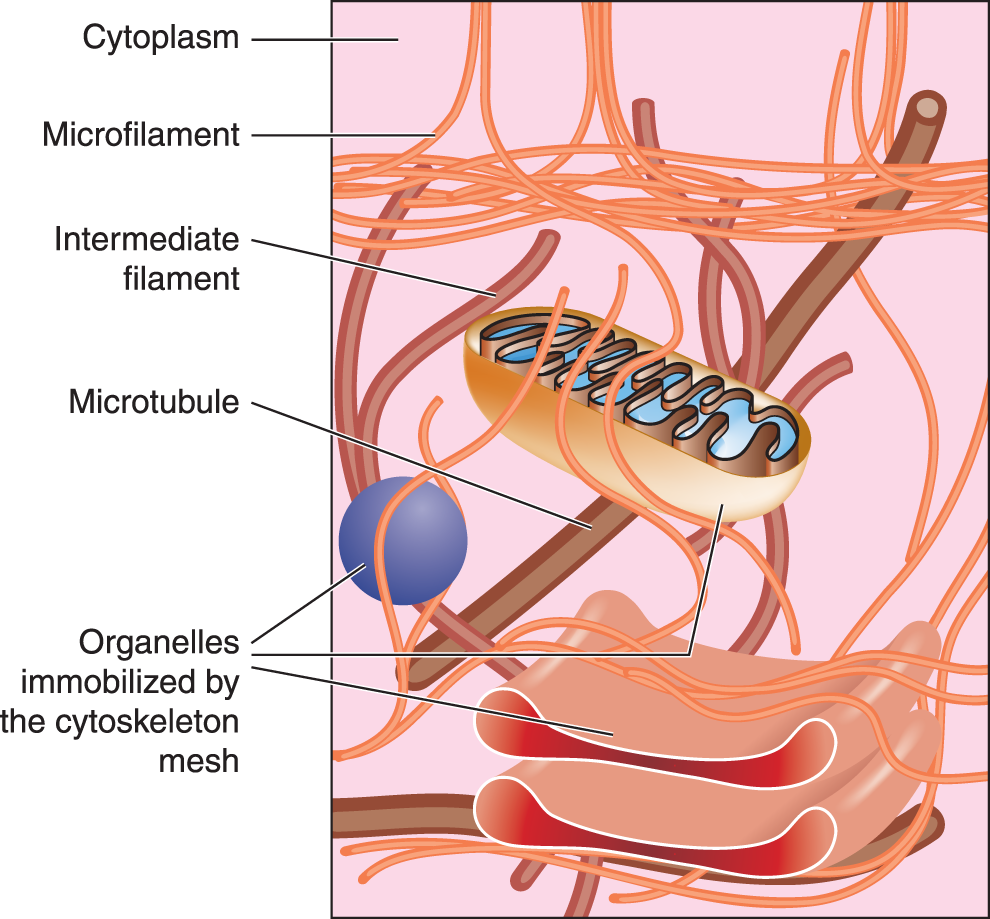 Cytoplasm
Microfilament
Intermediate
filament
Microtubule
Organelles
immobilized by
the cytoskeleton
mesh